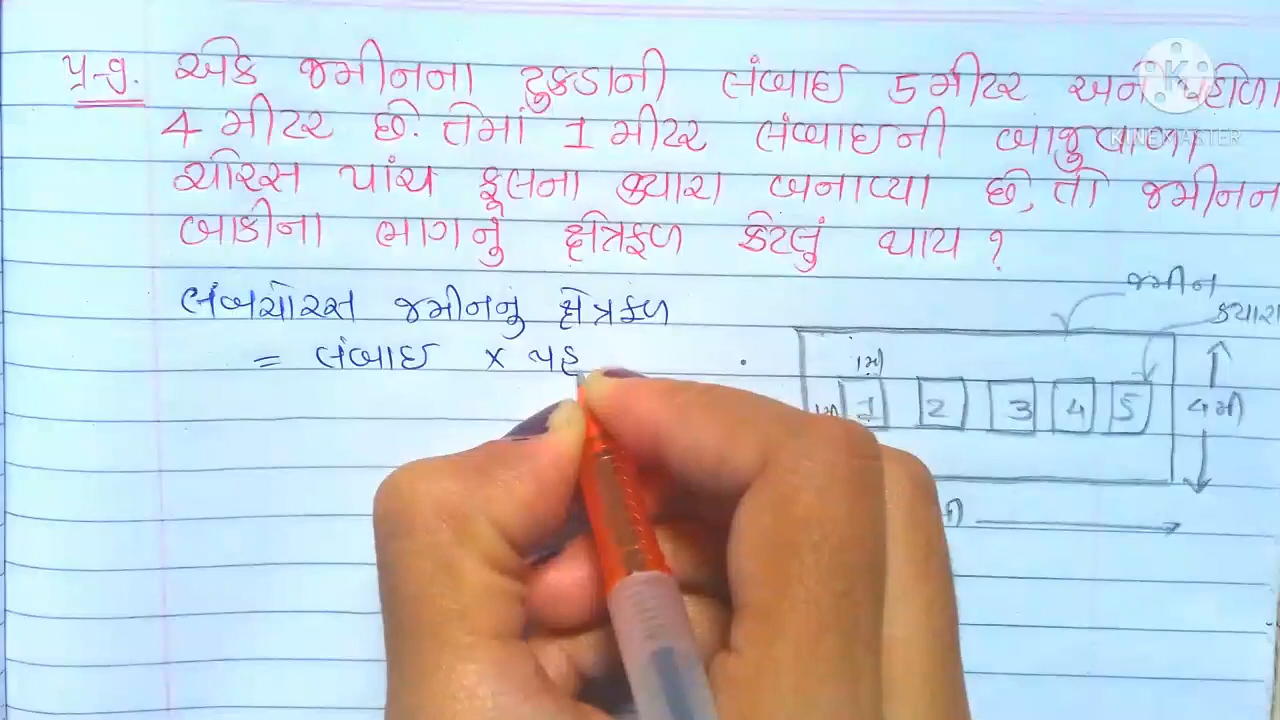 પ્ર-૭. એક જમીનના ટુકડાની લંબાઈ 5 મીટર અને
4 મીટર છે. તેમાં 1 મીટર લંબાઈની બાજુવાળા
ચોરસ પાંચ ફૂલના ક્યારા બનાવ્યા છે, તો જમીનન
બાકીના ભાગનું ક્ષેત્રફળ કેટલું થાય ?
લંબચોરસ જમીનનું ક્ષેત્રફળ
= લંબાઈ × પહ
જમીન
ક્યારા
1મી
1મી 1 2 3 4 5
4મી
KINEMASTER